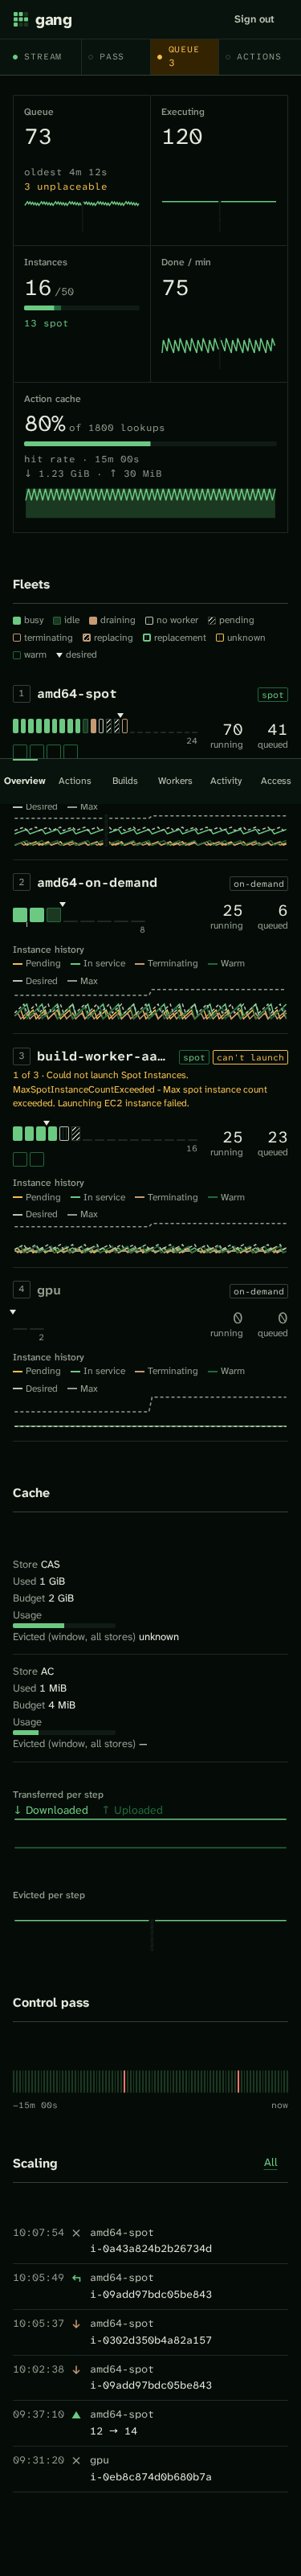 gang
Sign out
STREAM
PASS
QUEUE
3
ACTIONS
Queue
73
oldest 4m 12s
3 unplaceable
Executing
120
Instances
16 /50
13 spot
Done / min
75
Action cache
80% of 1800 lookups
hit rate · 15m 00s
↓ 1.23 GiB · ↑ 30 MiB
Fleets
busy idle draining no worker pending
terminating replacing replacement unknown
warm desired
1 amd64-spot spot
24
70 running
41 queued
Overview Actions Builds Workers Activity Access
Desired Max
2 amd64-on-demand on-demand
8
25 running
6 queued
Instance history
Pending In service Terminating Warm
Desired Max
3 build-worker-aa… spot can't launch
1 of 3 · Could not launch Spot Instances.
MaxSpotInstanceCountExceeded - Max spot instance count
exceeded. Launching EC2 instance failed.
16
25 running
23 queued
Instance history
Pending In service Terminating Warm
Desired Max
4 gpu on-demand
2
0 running
0 queued
Instance history
Pending In service Terminating Warm
Desired Max
Cache
Store CAS
Used 1 GiB
Budget 2 GiB
Usage
Evicted (window, all stores) unknown
Store AC
Used 1 MiB
Budget 4 MiB
Usage
Evicted (window, all stores) —
Transferred per step
↓ Downloaded ↑ Uploaded
Evicted per step
Control pass
−15m 00s
now
Scaling
All
10:07:54 × amd64-spot
i-0a43a824b2b26734d
10:05:49 amd64-spot
i-09add97bdc05be843
10:05:37 ↓ amd64-spot
i-0302d350b4a82a157
10:02:38 ↓ amd64-spot
i-09add97bdc05be843
09:37:10 ▲ amd64-spot
12 → 14
09:31:20 × gpu
i-0eb8c874d0b680b7a